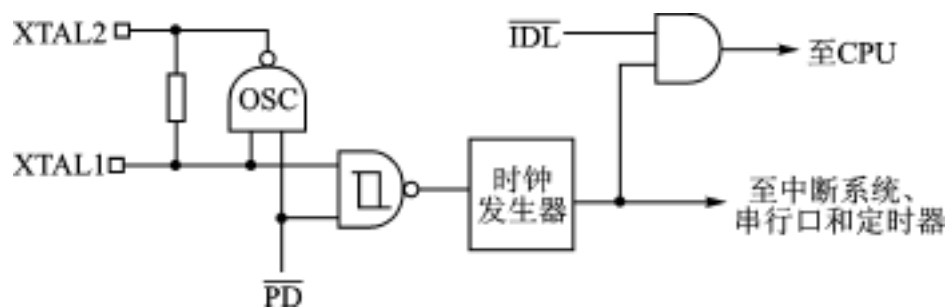 XTAL2
IDL
至CPU
OSC
XTAL1
时钟
发生器
至中断系统、
串行口和定时器
PD